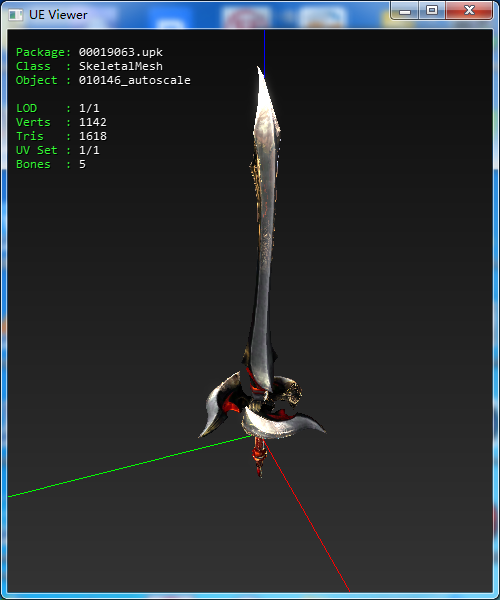 UE Viewer
Package: 00019063.upk
Class : SkeletalMesh
Object : 010146_autoscale
LOD : 1/1
Verts : 1142
Tris : 1618
UV Set : 1/1
Bones : 5